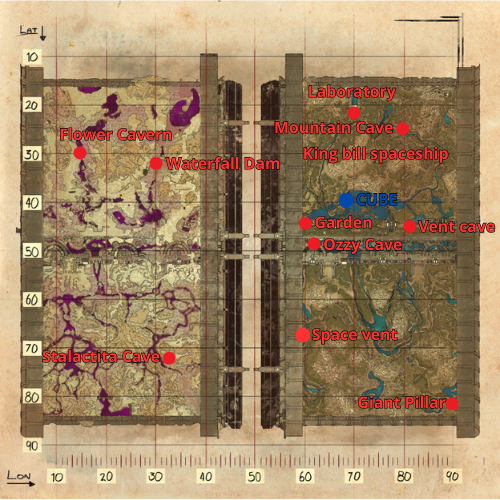 LAT
10
20
30
40
50
60
70
80
90
Laboratory
Mountain Cave
Flower Cavern
King bill spaceship
Waterfall Dam
CUBE
Garden
Vent cave
Ozzy Cave
Space vent
Stalactita Cave
Giant Pillar
LON
10 20 30 40 50 60 70 80 90